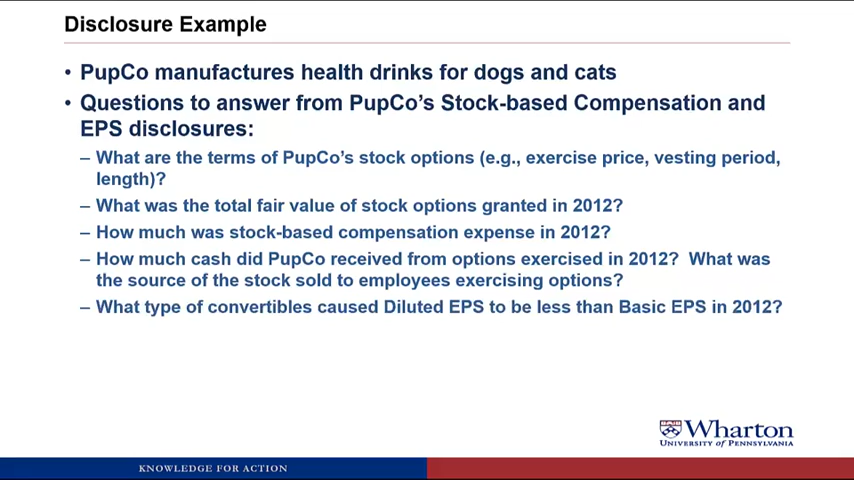 Disclosure Example
• PupCo manufactures health drinks for dogs and cats
• Questions to answer from PupCo's Stock-based Compensation and
EPS disclosures:
– What are the terms of PupCo's stock options (e.g., exercise price, vesting period,
length)?
– What was the total fair value of stock options granted in 2012?
– How much was stock-based compensation expense in 2012?
– How much cash did PupCo received from options exercised in 2012?  What was
the source of the stock sold to employees exercising options?
– What type of convertibles caused Diluted EPS to be less than Basic EPS in 2012?
Wharton
UNIVERSITY OF PENNSYLVANIA
KNOWLEDGE FOR ACTION